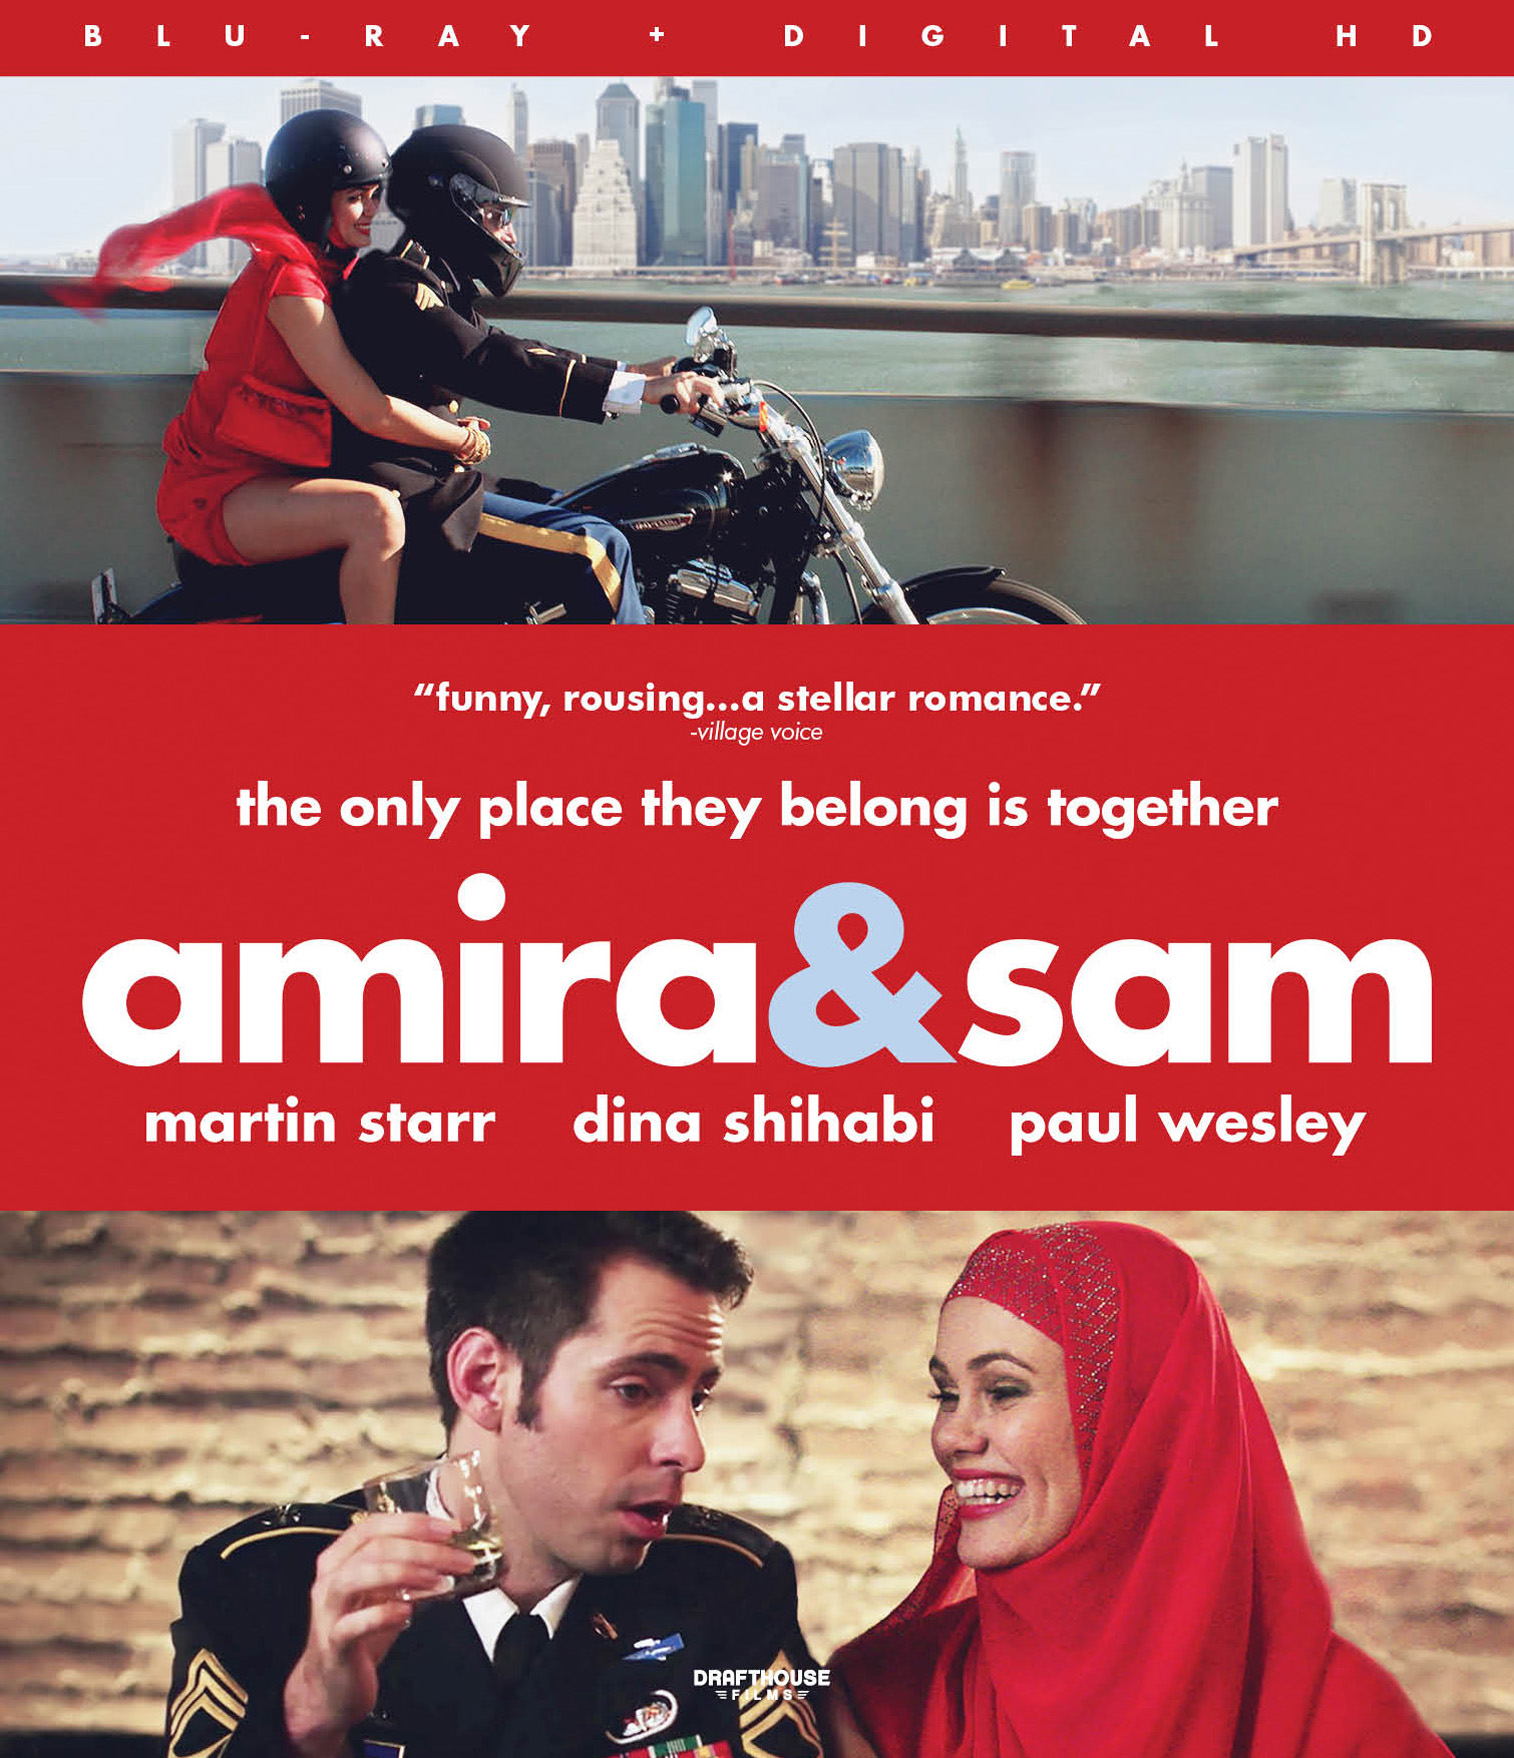 BLU-RAY + DIGITAL HD
“funny, rousing...a stellar romance.”
-village voice
the only place they belong is together
amira&sam
martin starr dina shihabi paul wesley
DRAFTHOUSE
FILMS